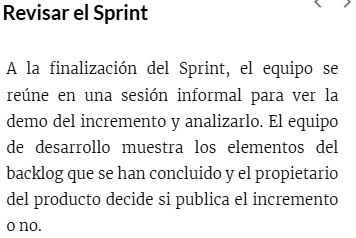 Revisar el Sprint
A la finalización del Sprint, el equipo se
reúne en una sesión informal para ver la
demo del incremento y analizarlo. El equipo
de desarrollo muestra los elementos del
backlog que se han concluido y el propietario
del producto decide si publica el incremento
o no.